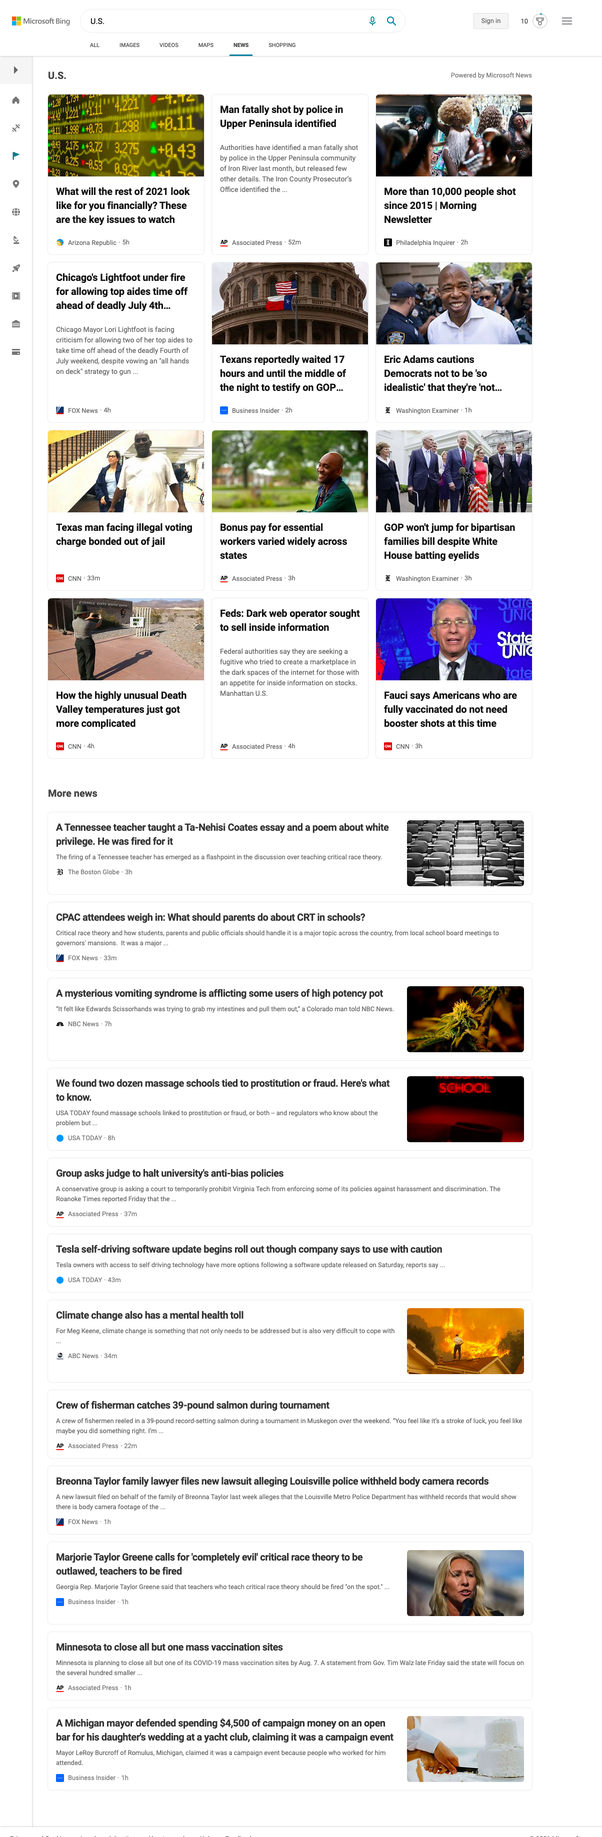 Microsoft Bing
U.S.
Sign in
10
ALL
IMAGES
VIDEOS
MAPS
NEWS
SHOPPING
U.S.
Powered by Microsoft News
What will the rest of 2021 look
like for you financially? These
are the key issues to watch
Arizona Republic · 5h
Man fatally shot by police in
Upper Peninsula identified
Authorities have identified a man fatally shot
by police in the Upper Peninsula community
of Iron River last month, but released few
other details. The Iron County Prosecutor's
Office identified the ...
AP Associated Press · 52m
More than 10,000 people shot
since 2015 | Morning
Newsletter
Philadelphia Inquirer · 2h
Chicago's Lightfoot under fire
for allowing top aides time off
ahead of deadly July 4th...
Chicago Mayor Lori Lightfoot is facing
criticism for allowing two of her top aides to
take time off ahead of the deadly Fourth of
July weekend, despite vowing an "all hands
on deck" strategy to gun ...
FOX News · 4h
Texans reportedly waited 17
hours and until the middle of
the night to testify on GOP...
Business Insider · 2h
Eric Adams cautions
Democrats not to be 'so
idealistic' that they're 'not...
Washington Examiner · 1h
Texas man facing illegal voting
charge bonded out of jail
CNN · 33m
Bonus pay for essential
workers varied widely across
states
AP Associated Press · 3h
GOP won't jump for bipartisan
families bill despite White
House batting eyelids
Washington Examiner · 3h
How the highly unusual Death
Valley temperatures just got
more complicated
CNN · 4h
Feds: Dark web operator sought
to sell inside information
Federal authorities say they are seeking a
fugitive who tried to create a marketplace in
the dark spaces of the internet for those with
an appetite for inside information on stocks.
Manhattan U.S.
AP Associated Press · 4h
Fauci says Americans who are
fully vaccinated do not need
booster shots at this time
CNN · 3h
More news
A Tennessee teacher taught a Ta-Nehisi Coates essay and a poem about white
privilege. He was fired for it
The firing of a Tennessee teacher has emerged as a flashpoint in the discussion over teaching critical race theory.
The Boston Globe · 3h
CPAC attendees weigh in: What should parents do about CRT in schools?
Critical race theory and how students, parents and public officials should handle it is a major topic across the country, from local school board meetings to
governors' mansions. It was a major ...
FOX News · 33m
A mysterious vomiting syndrome is afflicting some users of high potency pot
"It felt like Edwards Scissorhands was trying to grab my intestines and pull them out," a Colorado man told NBC News.
NBC News · 7h
We found two dozen massage schools tied to prostitution or fraud. Here's what
to know.
USA TODAY found massage schools linked to prostitution or fraud, or both – and regulators who know about the
problem but ...
USA TODAY · 8h
SCHOOL
Group asks judge to halt university's anti-bias policies
A conservative group is asking a court to temporarily prohibit Virginia Tech from enforcing some of its policies against harassment and discrimination. The
Roanoke Times reported Friday that the ...
AP Associated Press · 37m
Tesla self-driving software update begins roll out though company says to use with caution
Tesla owners with access to self driving technology have more options following a software update released on Saturday, reports say ...
USA TODAY · 43m
Climate change also has a mental health toll
For Meg Keene, climate change is something that not only needs to be addressed but is also very difficult to cope with
...
ABC News · 34m
Crew of fisherman catches 39-pound salmon during tournament
A crew of fishermen reeled in a 39-pound record-setting salmon during a tournament in Muskegon over the weekend. "You feel like it's a stroke of luck, you feel like
maybe you did something right. I'm ...
AP Associated Press · 22m
Breonna Taylor family lawyer files new lawsuit alleging Louisville police withheld body camera records
A new lawsuit filed on behalf of the family of Breonna Taylor last week alleges that the Louisville Metro Police Department has withheld records that would show
there is body camera footage of the ...
FOX News · 1h
Marjorie Taylor Greene calls for 'completely evil' critical race theory to be
outlawed, teachers to be fired
Georgia Rep. Marjorie Taylor Greene said that teachers who teach critical race theory should be fired "on the spot." ...
Business Insider · 1h
Minnesota to close all but one mass vaccination sites
Minnesota is planning to close all but one of its COVID-19 mass vaccination sites by Aug. 7. A statement from Gov. Tim Walz late Friday said the state will focus on
the several hundred smaller ...
AP Associated Press · 1h
A Michigan mayor defended spending $4,500 of campaign money on an open
bar for his daughter's wedding at a yacht club, claiming it was a campaign event
Mayor LeRoy Burcroff of Romulus, Michigan, claimed it was a campaign event because people who worked for him
attended.
Business Insider · 1h